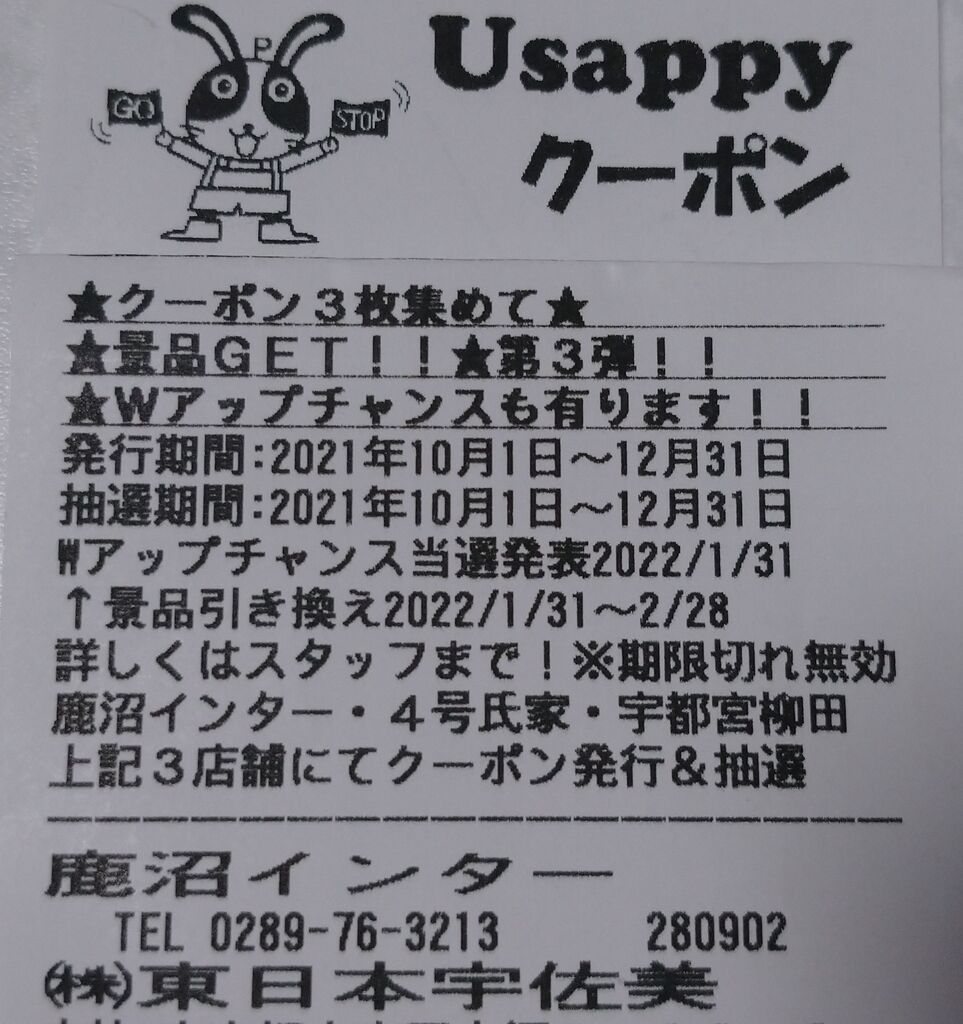 P
GO
STOP
Usappy
クーポン
★クーポン３枚集めて★
★景品ＧＥＴ！！★第３弾！！
★Ｗアップチャンスも有ります！！
発行期間:2021年10月1日～12月31日
抽選期間:2021年10月1日～12月31日
Wアップチャンス当選発表2022/1/31
↑景品引き換え2022/1/31～2/28
詳しくはスタッフまで！※期限切れ無効
鹿沼インター・４号氏家・宇都宮柳田
上記３店舗にてクーポン発行＆抽選
鹿沼インター
TEL 0289-76-3213 280902
㈱東日本宇佐美